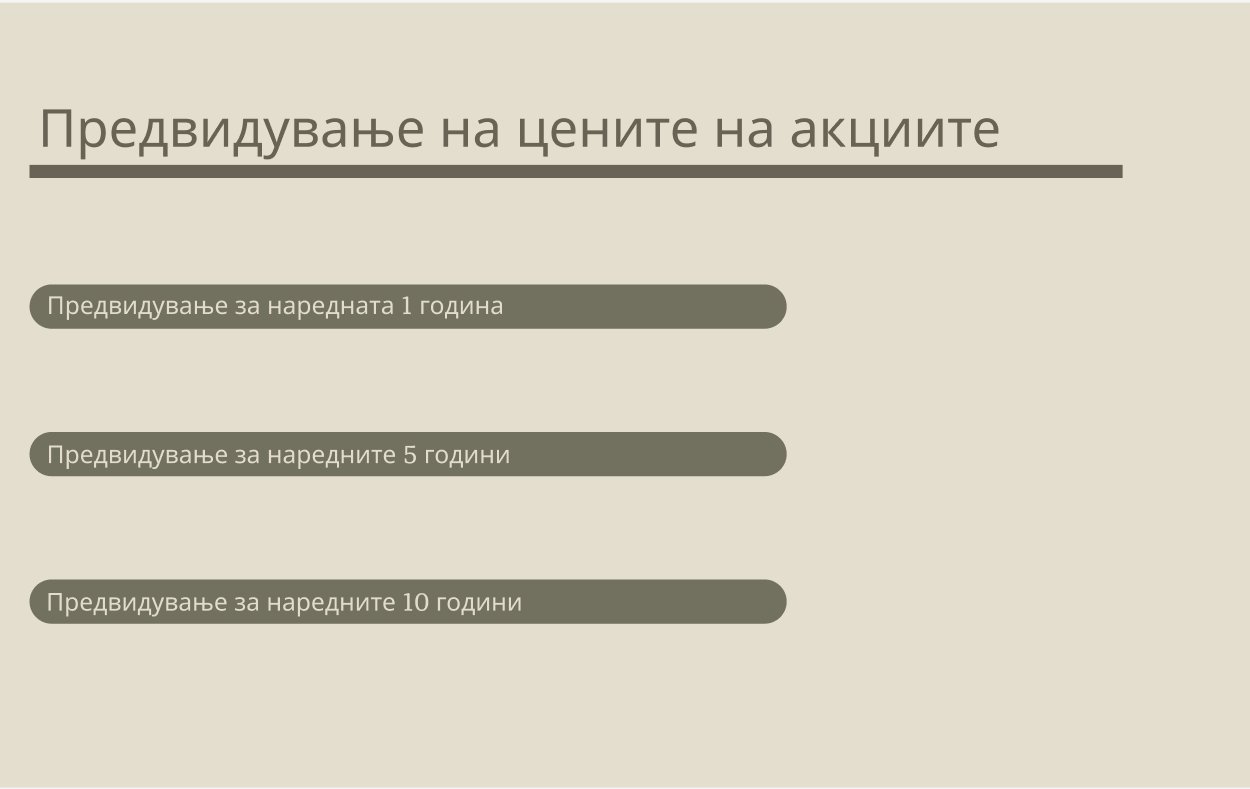 Предвидување на цените на акциите
Предвидување за наредната 1 година
Предвидување за наредните 5 години
Предвидување за наредните 10 години